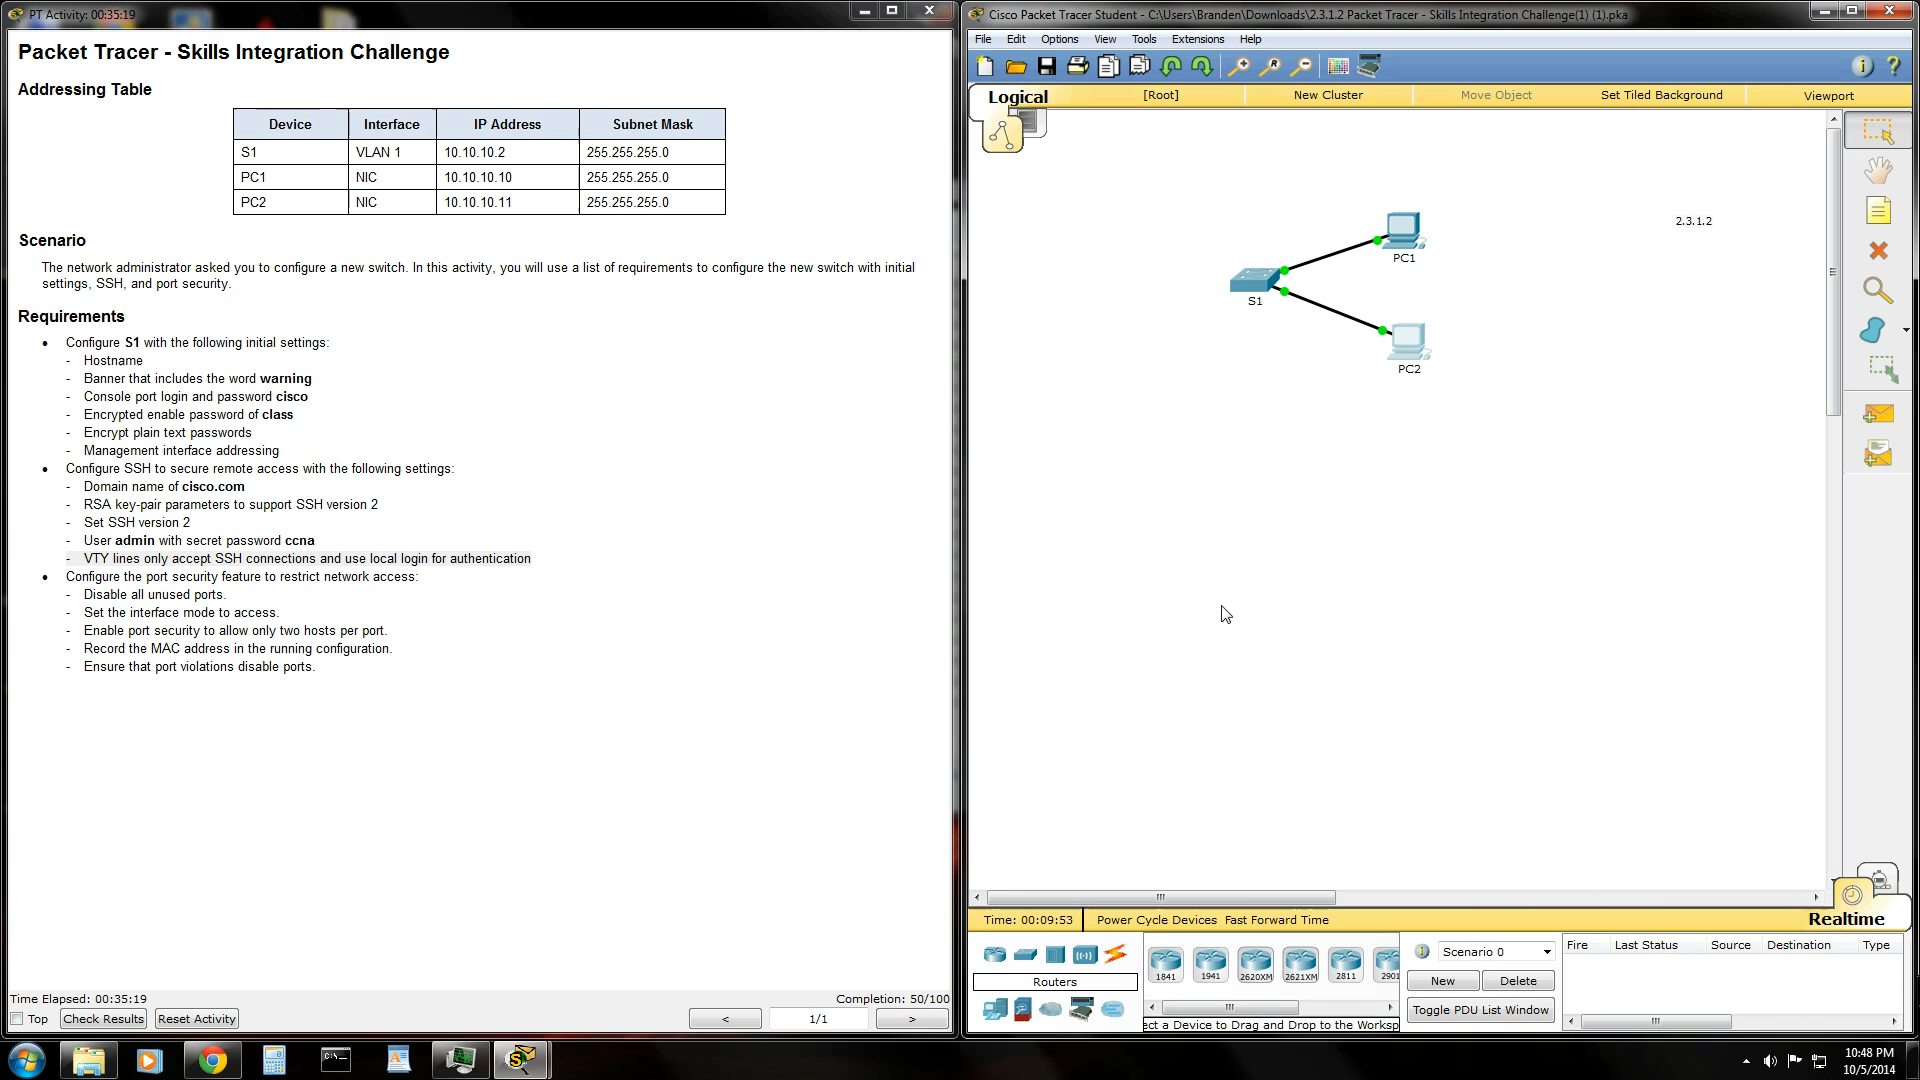 PT Activity: 00:35:19
Packet Tracer - Skills Integration Challenge
Addressing Table
Device Interface IP Address Subnet Mask
S1 VLAN 1 10.10.10.2 255.255.255.0
PC1 NIC 10.10.10.10 255.255.255.0
PC2 NIC 10.10.10.11 255.255.255.0
Scenario
The network administrator asked you to configure a new switch. In this activity, you will use a list of requirements to configure the new switch with initial
settings, SSH, and port security.
Requirements
• Configure S1 with the following initial settings:
- Hostname
- Banner that includes the word warning
- Console port login and password cisco
- Encrypted enable password of class
- Encrypt plain text passwords
- Management interface addressing
• Configure SSH to secure remote access with the following settings:
- Domain name of cisco.com
- RSA key-pair parameters to support SSH version 2
- Set SSH version 2
- User admin with secret password ccna
- VTY lines only accept SSH connections and use local login for authentication
• Configure the port security feature to restrict network access:
- Disable all unused ports.
- Set the interface mode to access.
- Enable port security to allow only two hosts per port.
- Record the MAC address in the running configuration.
- Ensure that port violations disable ports.
Time Elapsed: 00:35:19 Completion: 50/100
Top Check Results Reset Activity < 1/1 >
Cisco Packet Tracer Student - C:\Users\Branden\Downloads\2.3.1.2 Packet Tracer - Skills Integration Challenge(1) (1).pka
File Edit Options View Tools Extensions Help
Logical [Root] New Cluster Move Object Set Tiled Background Viewport
2.3.1.2
PC1
S1
PC2
Time: 00:09:53 Power Cycle Devices Fast Forward Time Realtime
Routers
1841 1941 2620XM 2621XM 2811 2901
ect a Device to Drag and Drop to the Worksp
Scenario 0
New Delete
Toggle PDU List Window
Fire Last Status Source Destination Type
C:\
10:48 PM
10/5/2014